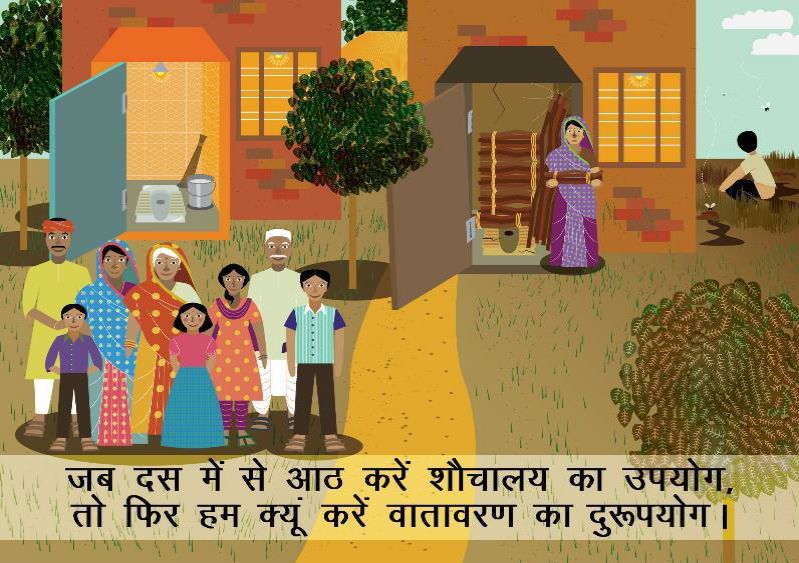 जब दस में से आठ करें शौचालय का उपयोग,
तो फिर हम क्यूं करें वातावरण का दुरूपयोग।